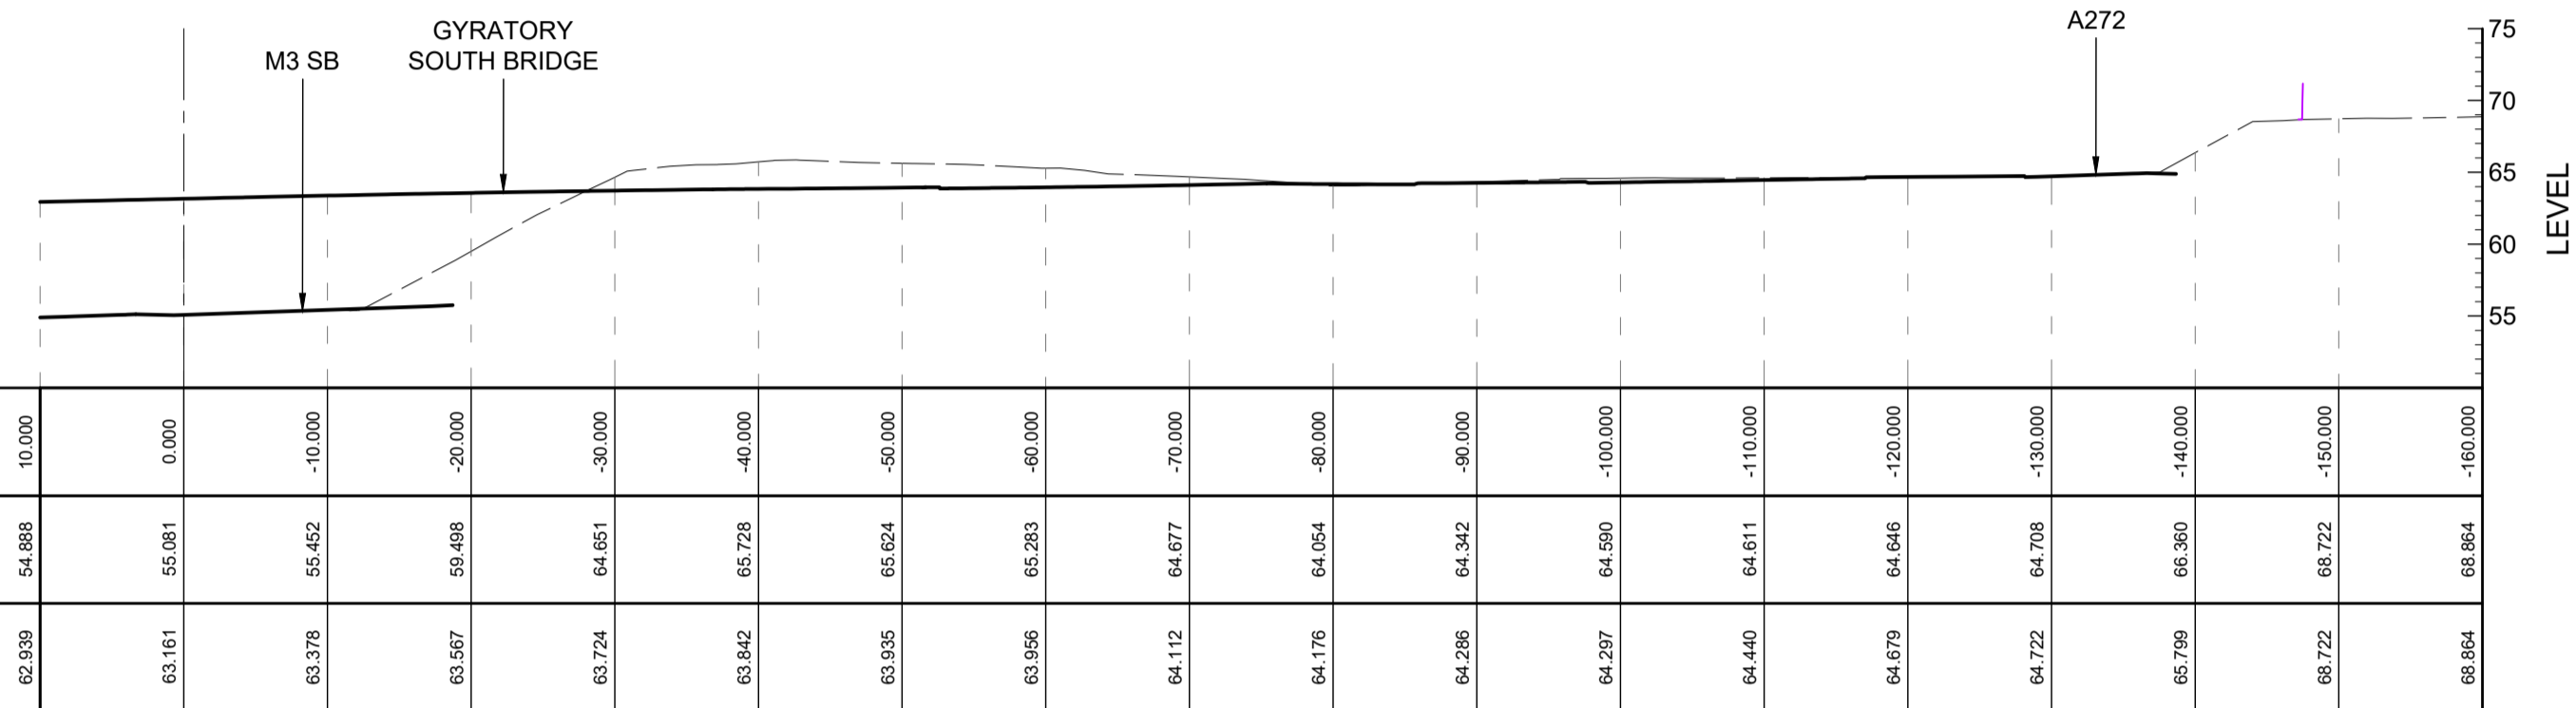 GYRATORY
SOUTH BRIDGE
M3 SB
A272
75
70
65
60
55
LEVEL
10.000 0.000 -10.000 -20.000 -30.000 -40.000 -50.000 -60.000 -70.000 -80.000 -90.000 -100.000 -110.000 -120.000 -130.000 -140.000 -150.000 -160.000
54.888 55.081 55.452 59.498 64.651 65.728 65.624 65.283 64.677 64.054 64.342 64.590 64.611 64.646 64.708 66.360 68.722 68.864
62.939 63.161 63.378 63.567 63.724 63.842 63.935 63.956 64.112 64.176 64.286 64.297 64.440 64.679 64.722 65.799 68.722 68.864